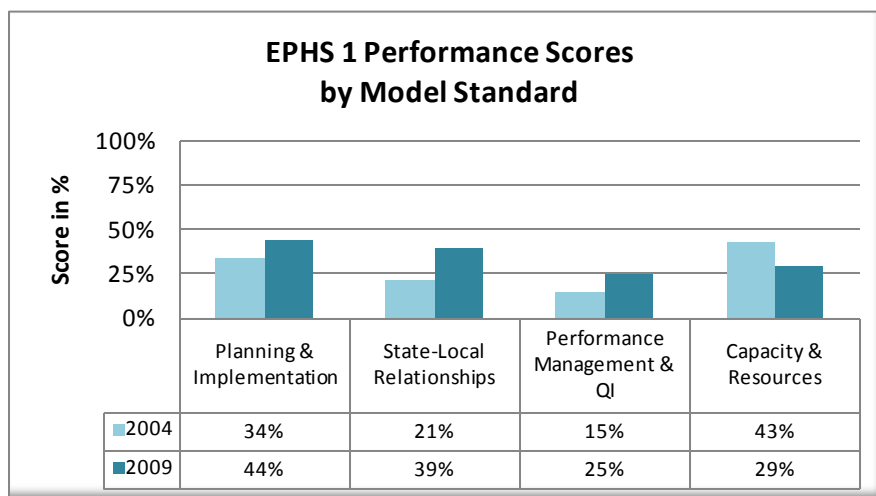 EPHS 1 Performance Scores
by Model Standard
Score in %
100%
75%
50%
25%
0%
Planning &
Implementation
State-Local
Relationships
Performance
Management &
QI
Capacity &
Resources
2004 34% 21% 15% 43%
2009 44% 39% 25% 29%